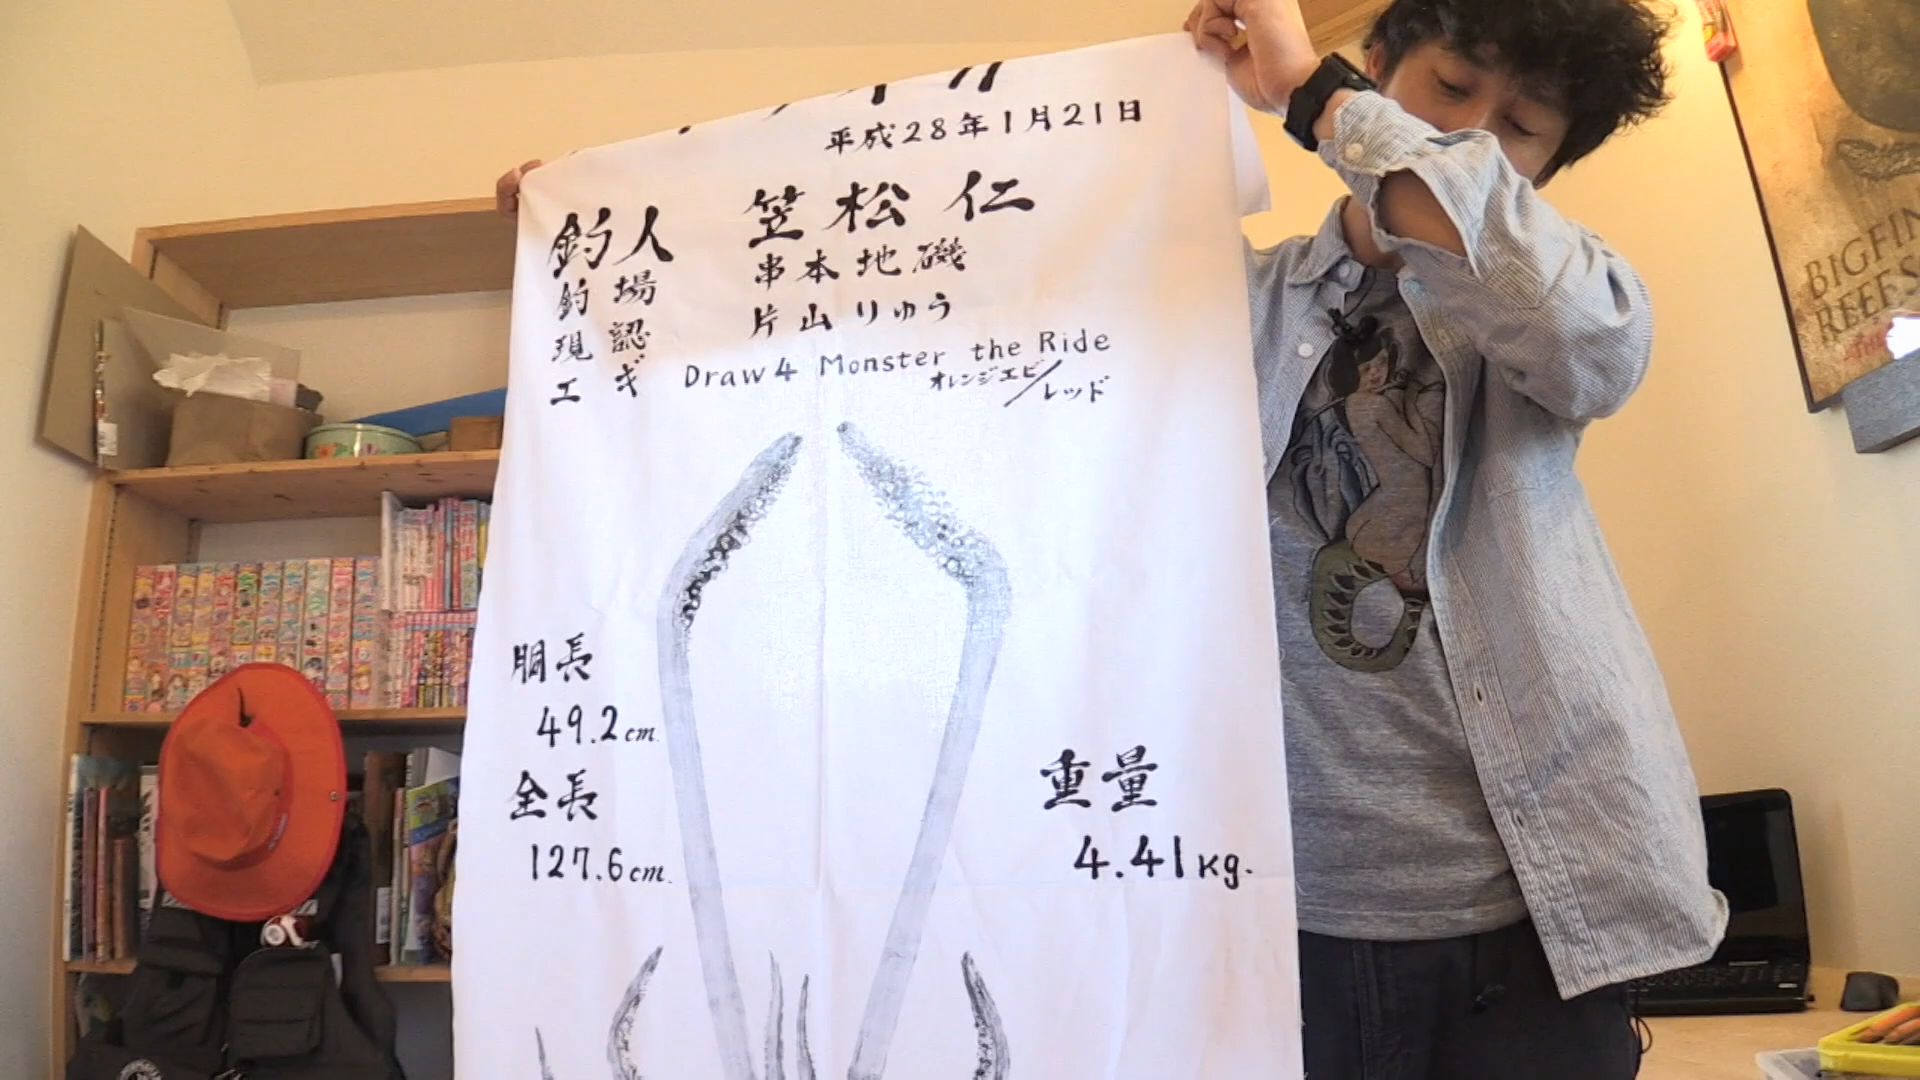 平成28年1月21日
釣人 笠松仁
釣場 串本地磯
現認 片山りゅう
エギ Draw4 Monster the Ride
オレンジエビ/レッド
胴長
49.2cm.
全長
127.6cm.
重量
4.41kg.
BIGFIN
REEF S